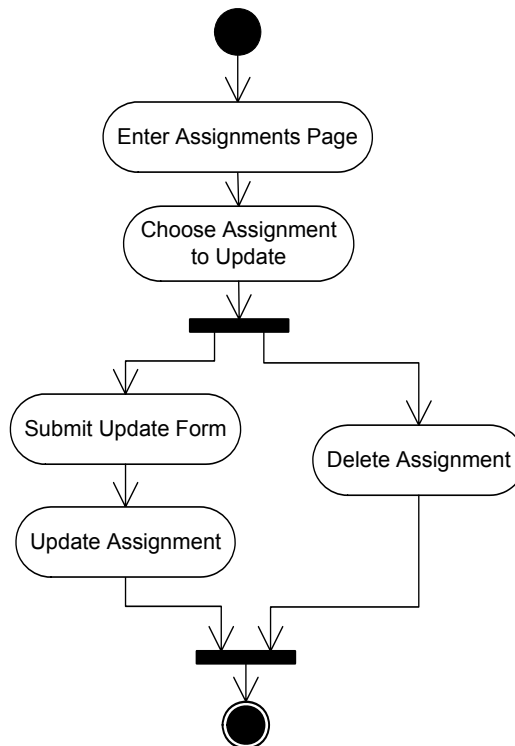 Enter Assignments Page
Choose Assignment
to Update
Submit Update Form
Delete Assignment
Update Assignment